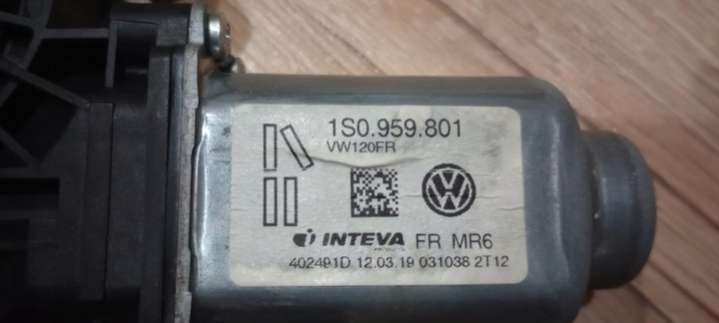 1S0.959.801
VW120FR
INTEVA FR MR6
402491D 12.03.19 031038 2T12